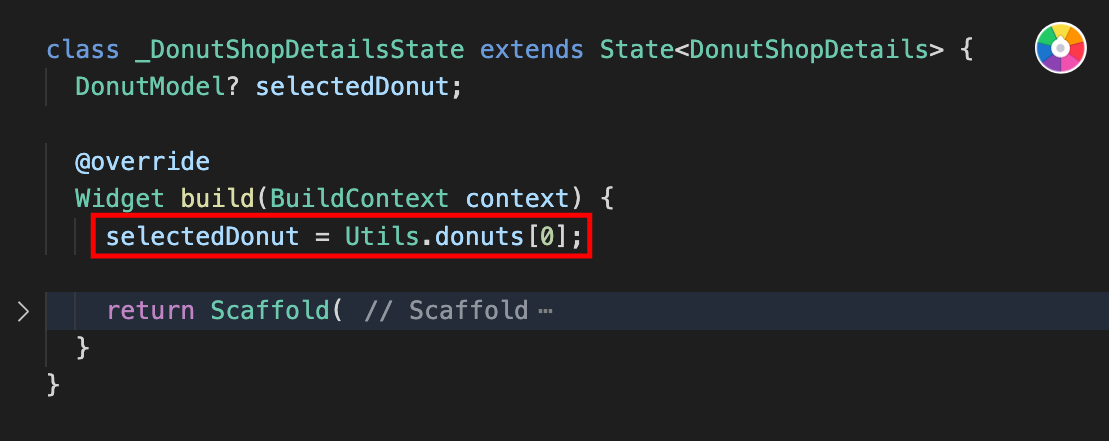 class _DonutShopDetailsState extends State<DonutShopDetails> {
DonutModel? selectedDonut;
@override
Widget build(BuildContext context) {
selectedDonut = Utils.donuts[0];
return Scaffold( // Scaffold ⋯
}
}